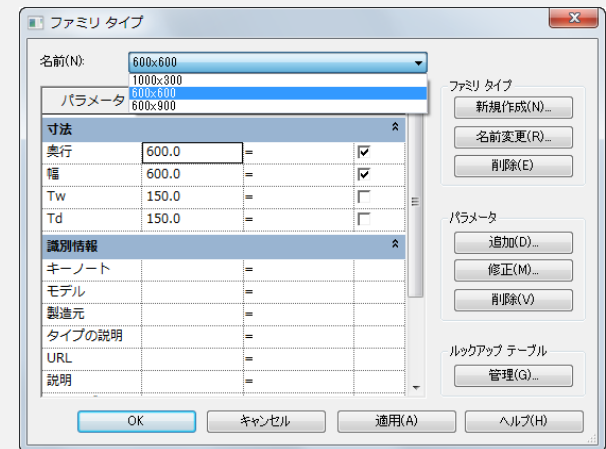 ファミリ タイプ
名前(N):
600x600
1000x300
600x600
600x900
パラメータ
寸法
奥行 600.0 =
幅 600.0 =
Tw 150.0 =
Td 150.0 =
識別情報
キーノート =
モデル =
製造元 =
タイプの説明 =
URL =
説明 =
ファミリ タイプ
新規作成(N)...
名前変更(R)...
削除(E)
パラメータ
追加(D)...
修正(M)...
削除(V)
ルックアップ テーブル
管理(G)...
OK キャンセル 適用(A) ヘルプ(H)